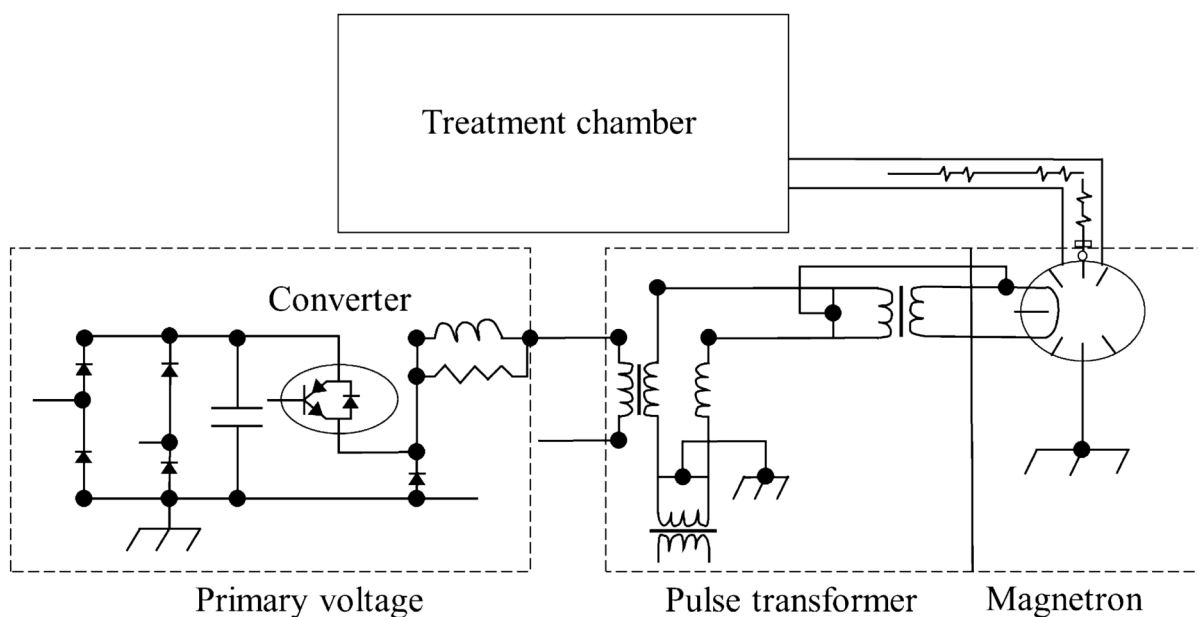 Treatment chamber
Converter
Primary voltage
Pulse transformer
Magnetron